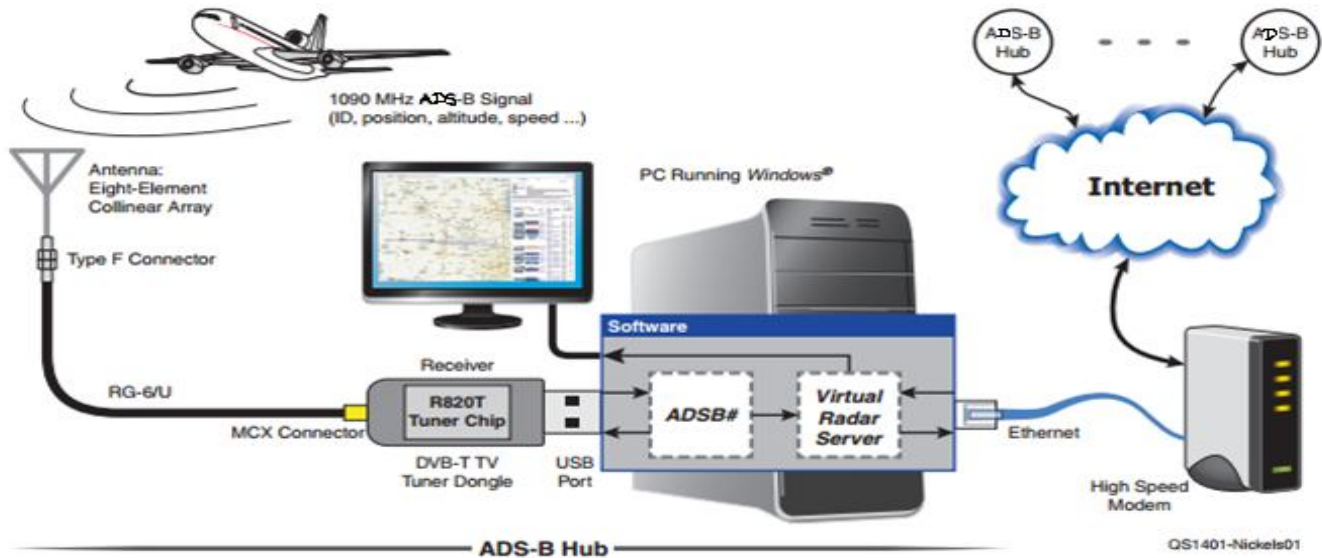 ADS-B
Hub
ADS-B
Hub
1090 MHz ADS-B Signal
(ID, position, altitude, speed ...)
Antenna:
Eight-Element
Collinear Array
PC Running Windows®
Internet
Type F Connector
Software
Receiver
RG-6/U
R820T
Tuner Chip
ADSB#
Virtual
Radar
Server
MCX Connector
Ethernet
DVB-T TV
Tuner Dongle
USB
Port
High Speed
Modem
ADS-B Hub
QS1401-Nickels01